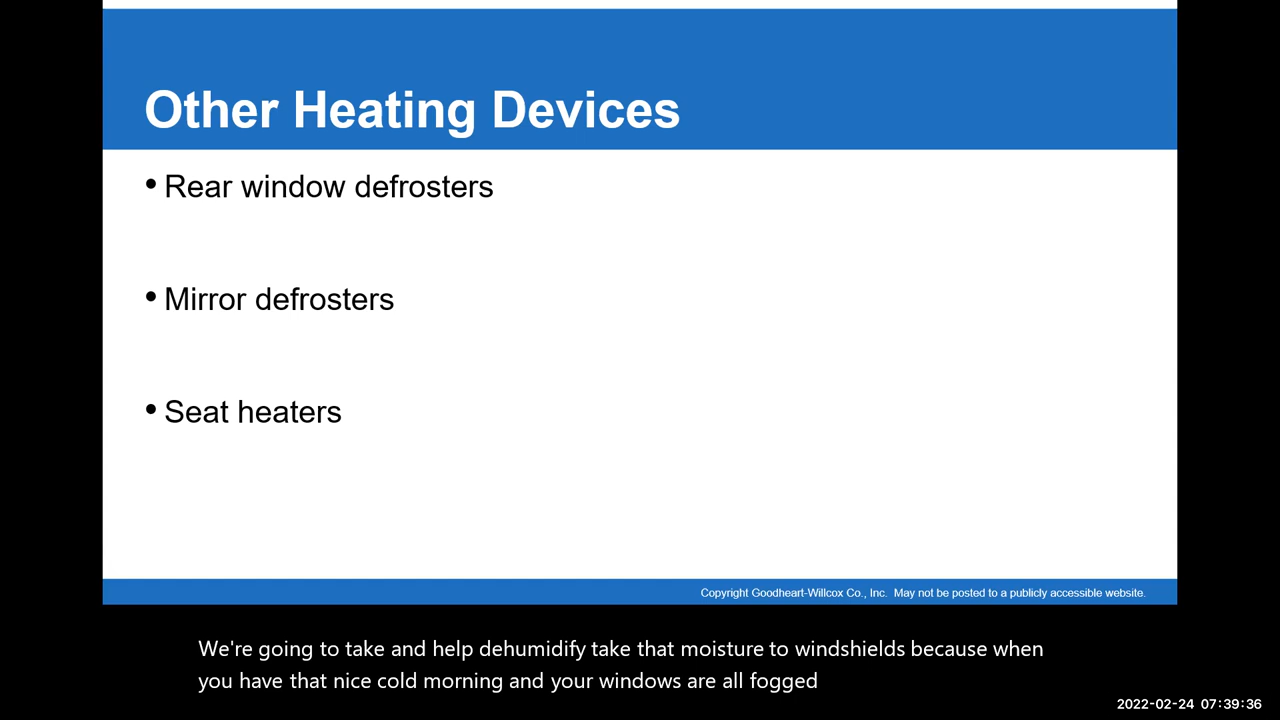 Other Heating Devices
• Rear window defrosters
• Mirror defrosters
• Seat heaters
Copyright Goodheart-Willcox Co., Inc.  May not be posted to a publicly accessible website.
We're going to take and help dehumidify take that moisture to windshields because when
you have that nice cold morning and your windows are all fogged
2022-02-24 07:39:36